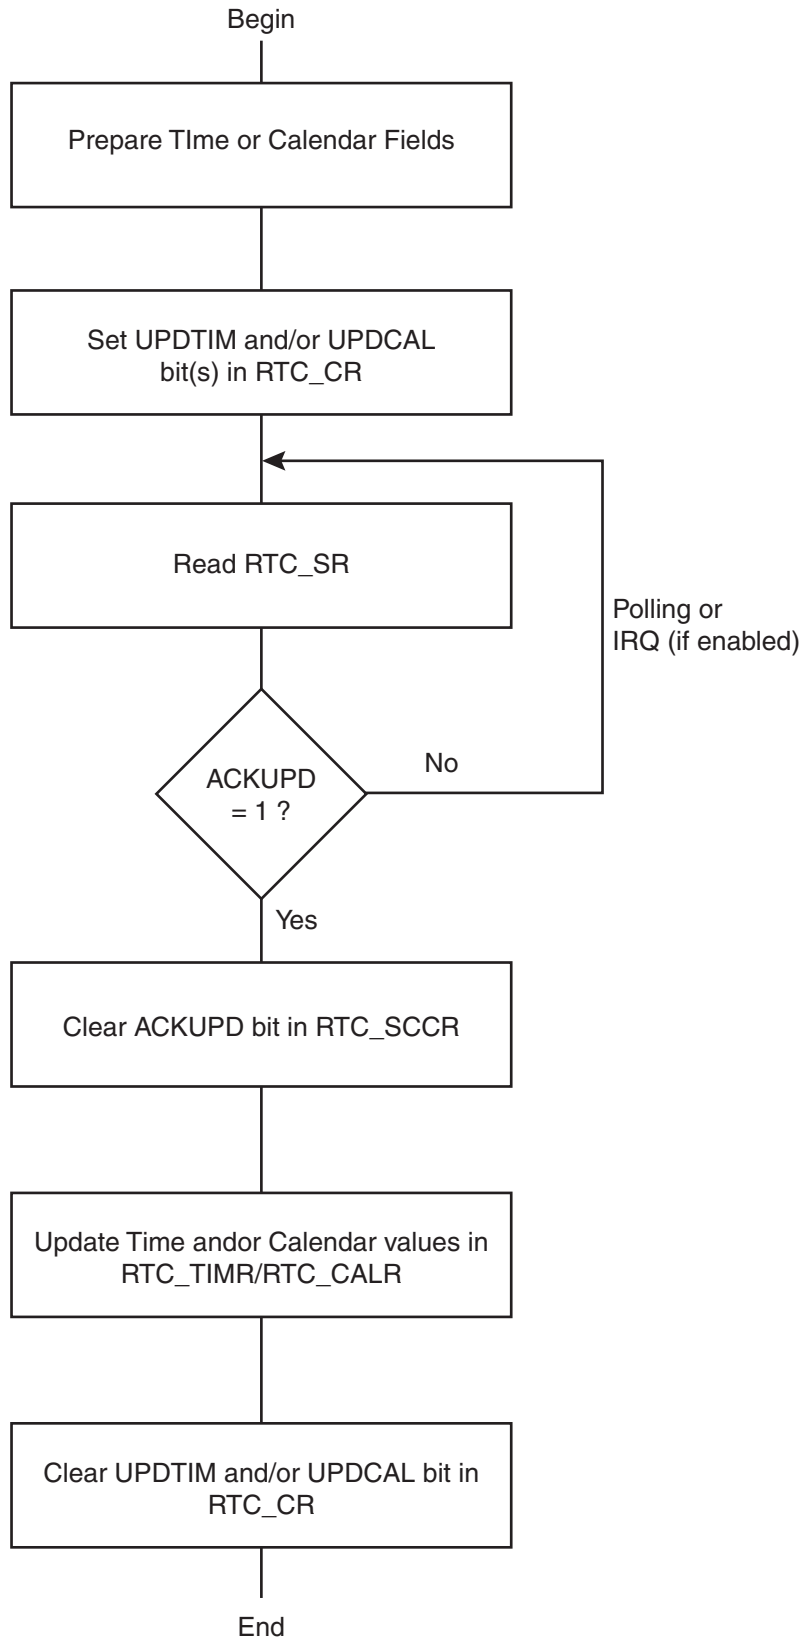 Begin
Prepare TIme or Calendar Fields
Set UPDTIM and/or UPDCAL
bit(s) in RTC_CR
Read RTC_SR
Polling or
IRQ (if enabled)
ACKUPD
= 1 ?
No
Yes
Clear ACKUPD bit in RTC_SCCR
Update Time andor Calendar values in
RTC_TIMR/RTC_CALR
Clear UPDTIM and/or UPDCAL bit in
RTC_CR
End